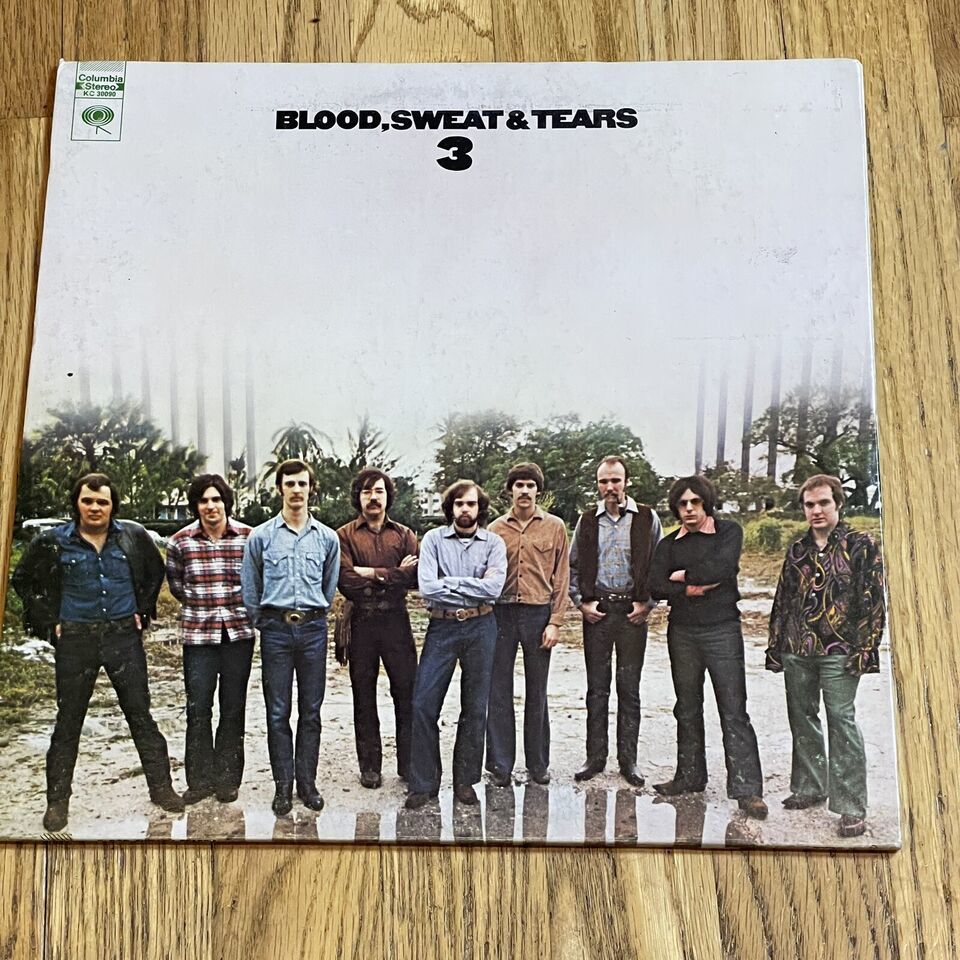 Columbia
Stereo
KC 30090
BLOOD, SWEAT & TEARS
3